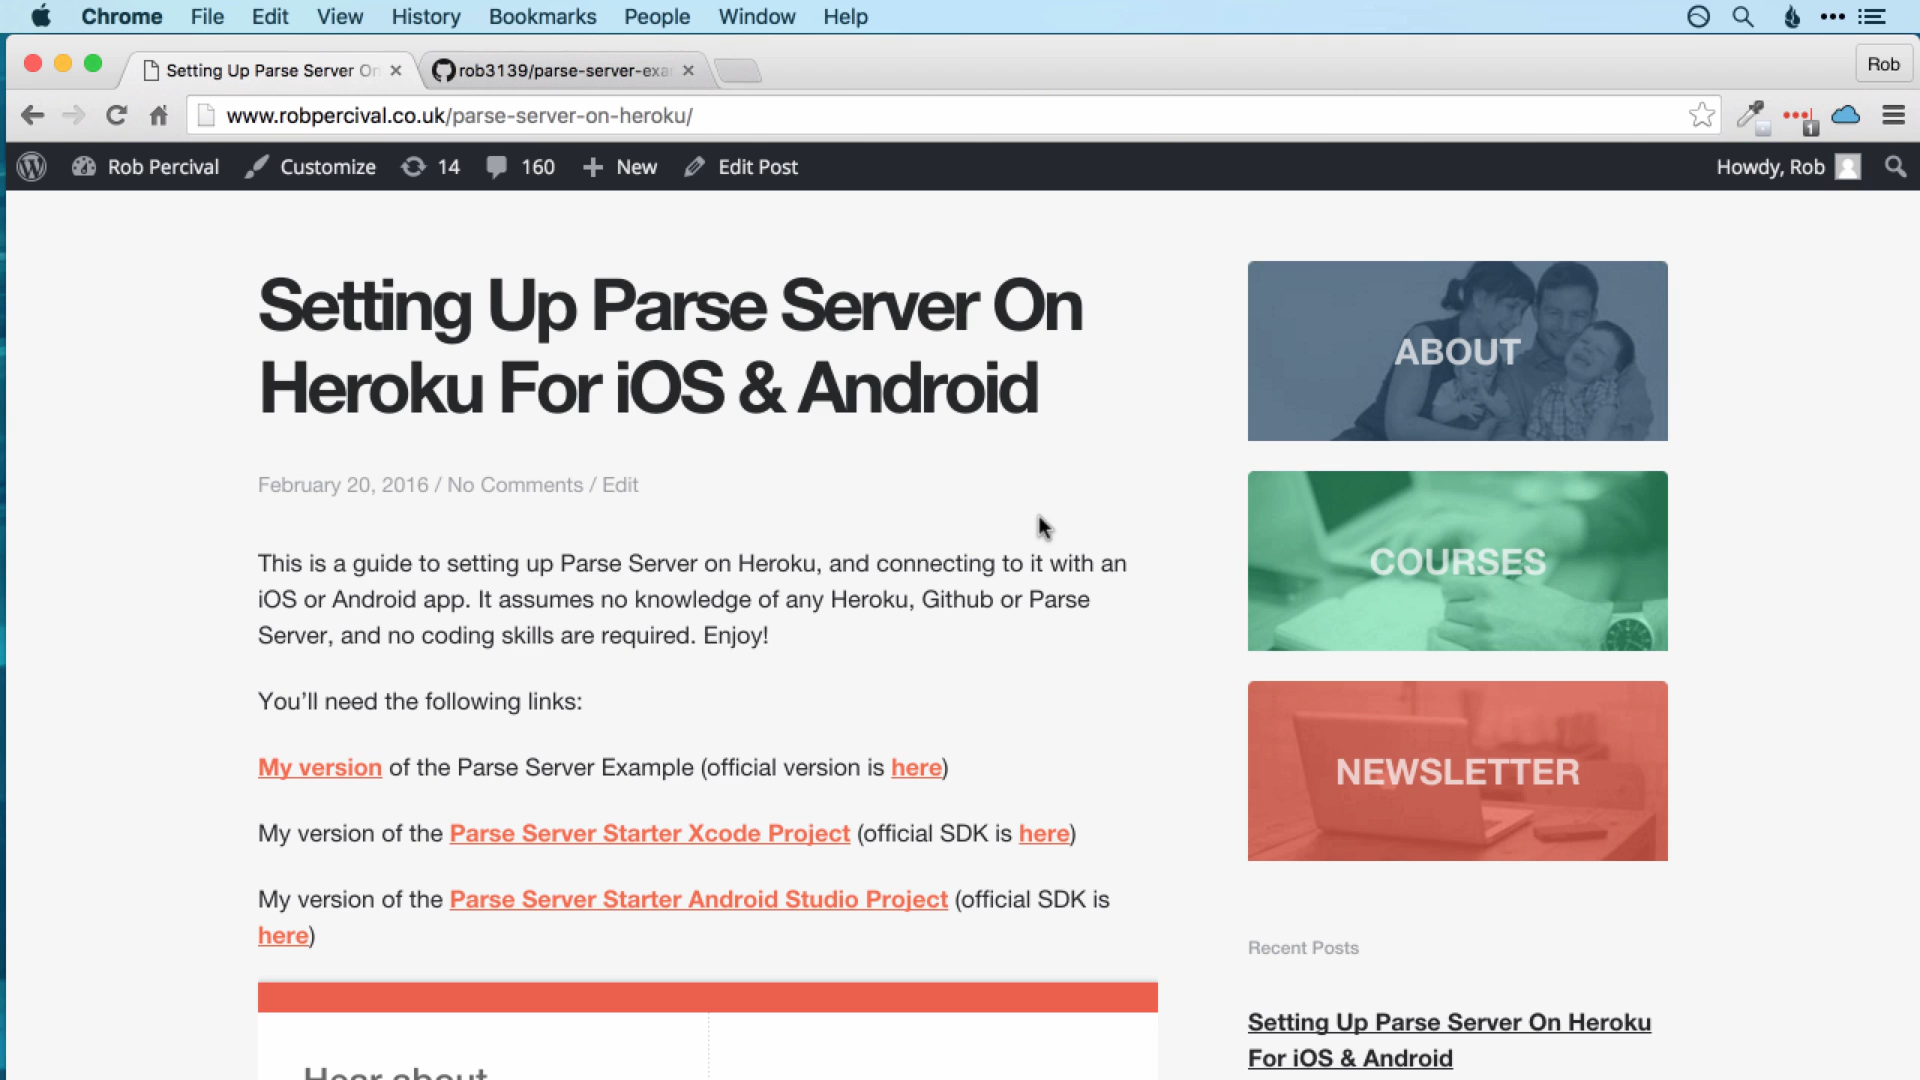 Chrome File Edit View History Bookmarks People Window Help
Setting Up Parse Server On
rob3139/parse-server-exa
Rob
www.robpercival.co.uk/parse-server-on-heroku/
1
Rob Percival Customize 14 160 New Edit Post Howdy, Rob
Setting Up Parse Server On
Heroku For iOS & Android
February 20, 2016 / No Comments / Edit
This is a guide to setting up Parse Server on Heroku, and connecting to it with an
iOS or Android app. It assumes no knowledge of any Heroku, Github or Parse
Server, and no coding skills are required. Enjoy!
You’ll need the following links:
My version of the Parse Server Example (official version is here)
My version of the Parse Server Starter Xcode Project (official SDK is here)
My version of the Parse Server Starter Android Studio Project (official SDK is
here)
Hear about
ABOUT
COURSES
NEWSLETTER
Recent Posts
Setting Up Parse Server On Heroku
For iOS & Android